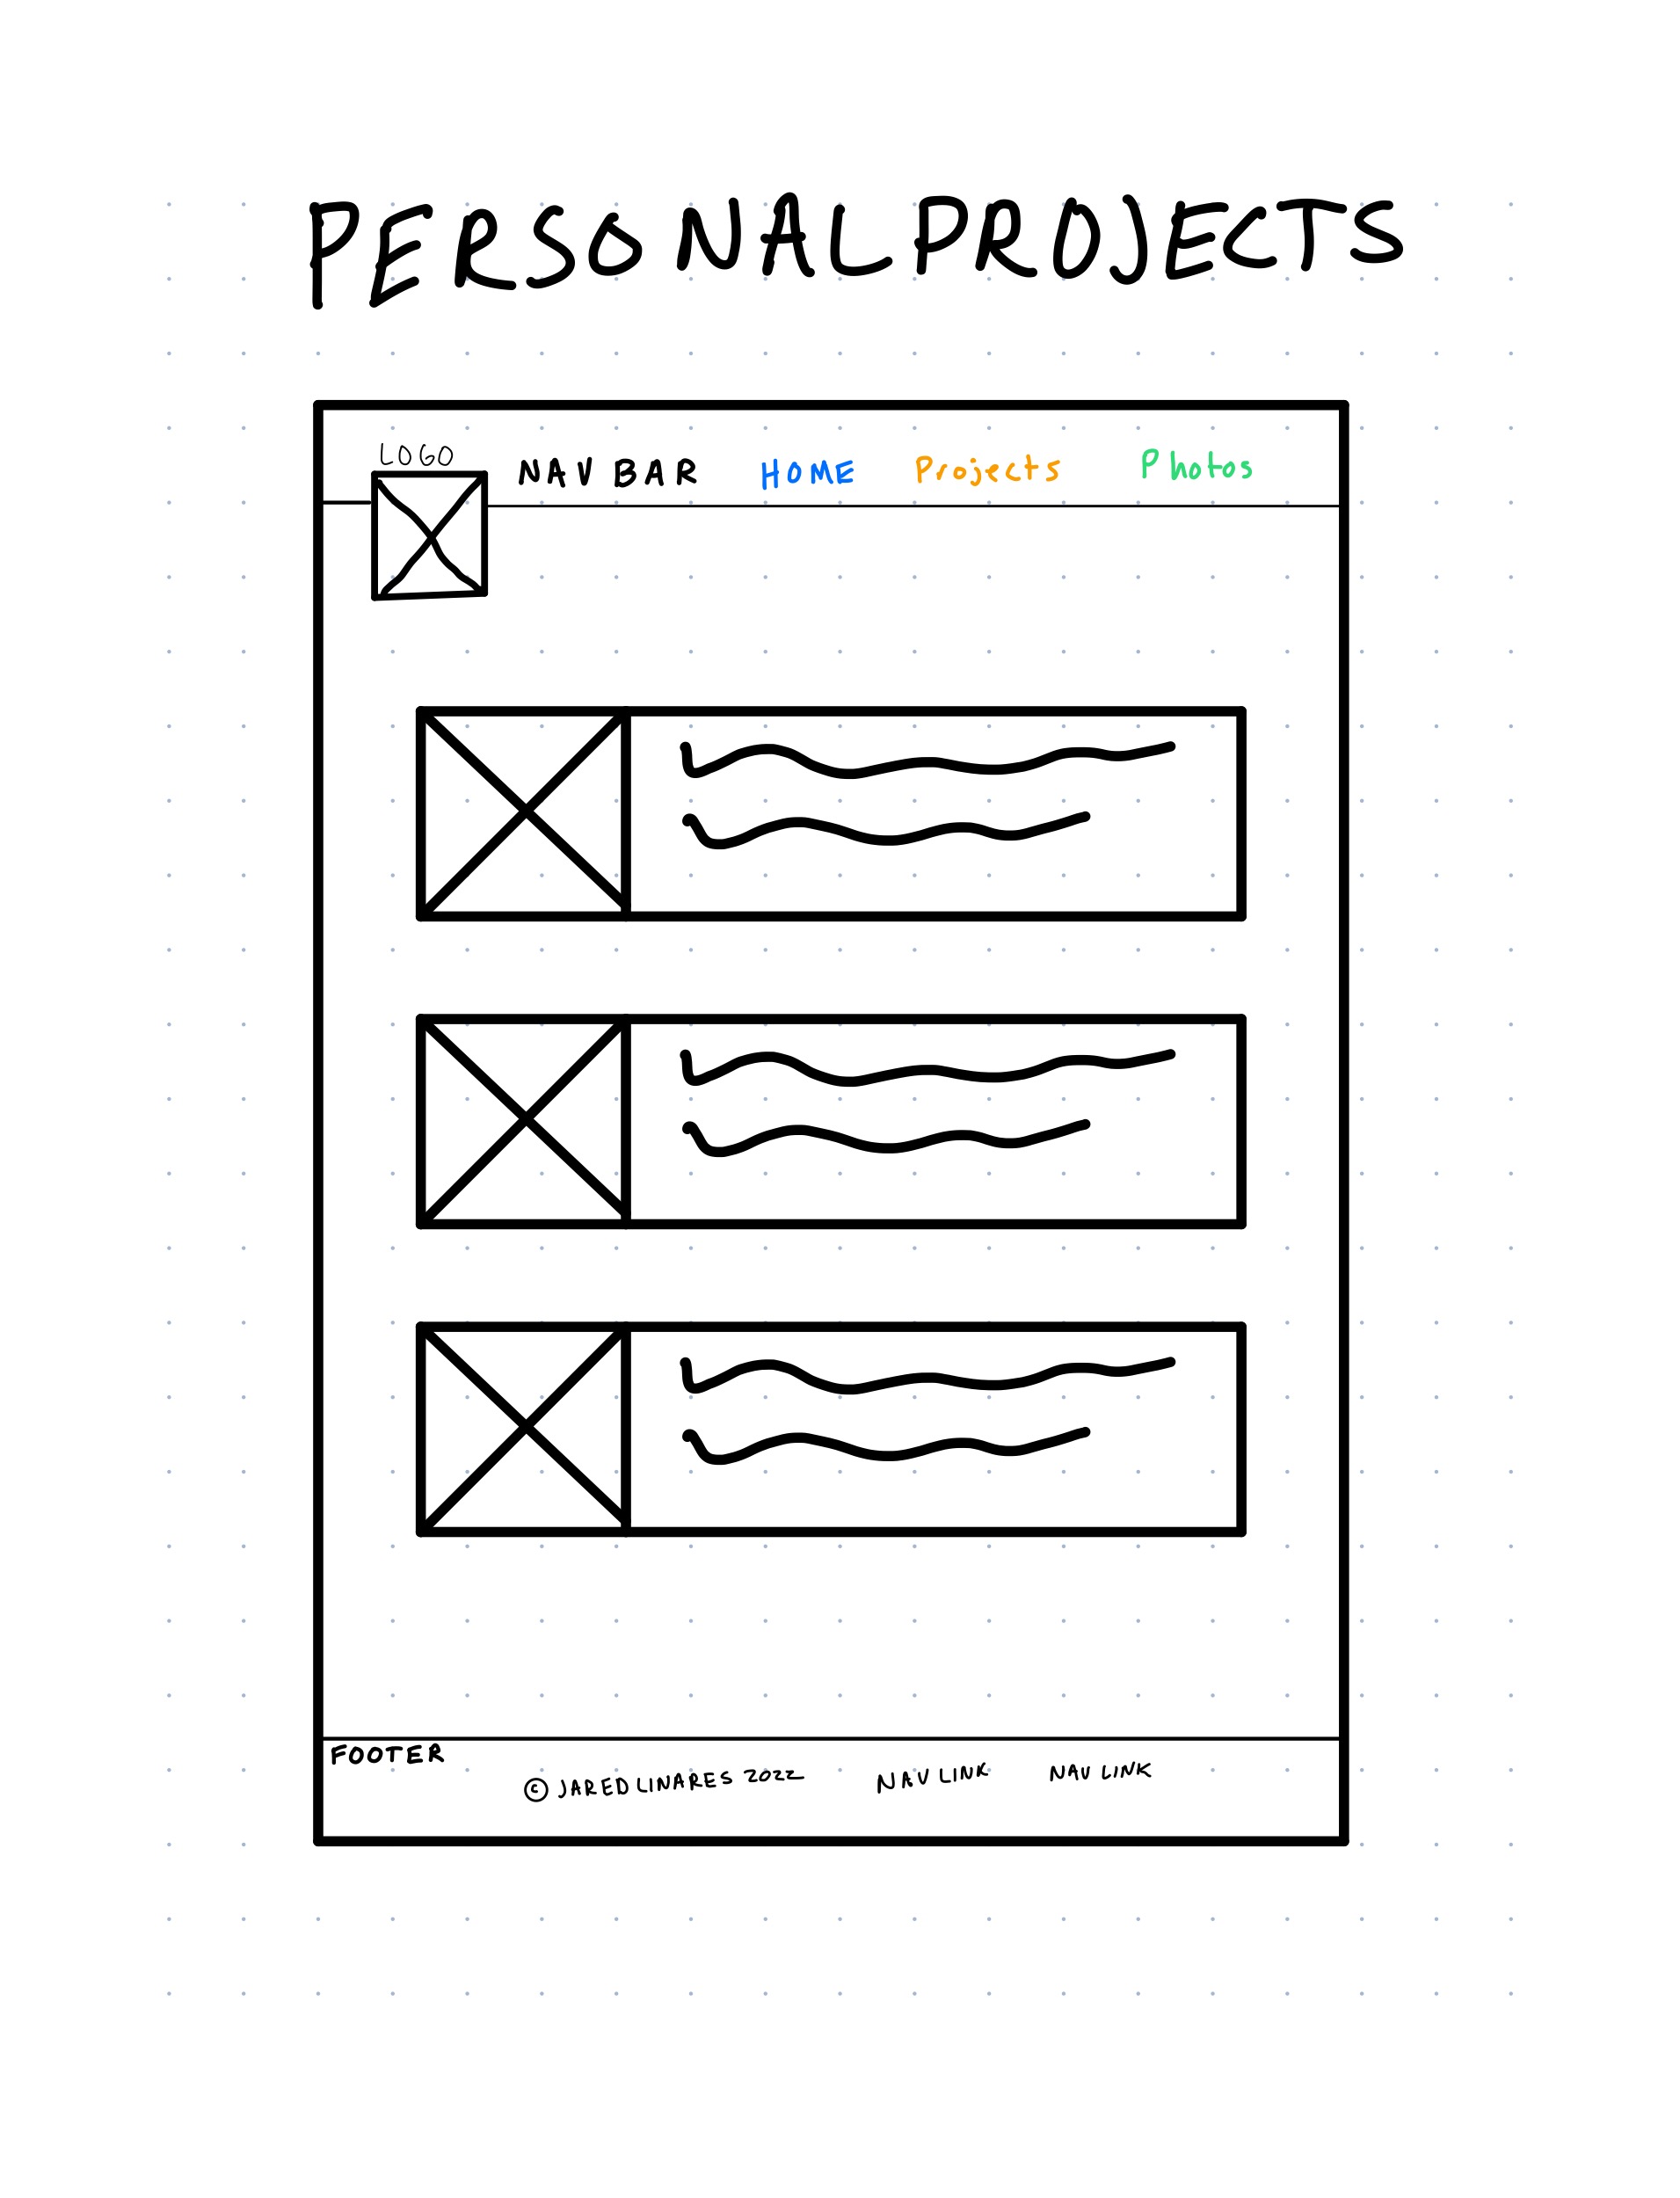 PERSONAL PROJECTS
LOGO
NAV BAR HOME Projects Photos
FOOTER
© JARED LINARES 2022 NAV LINK NAV LINK